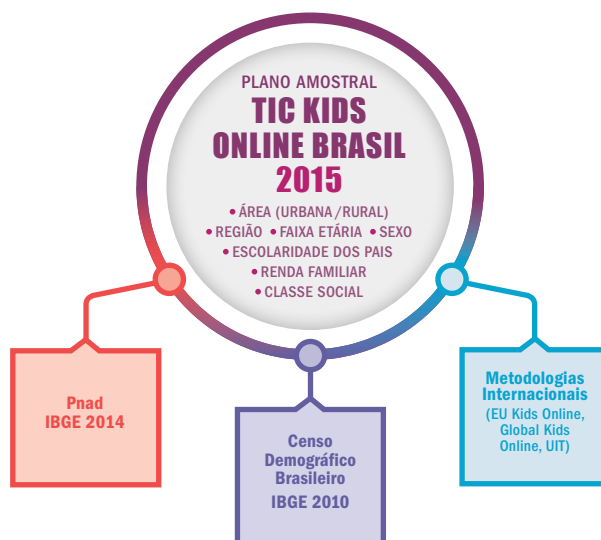 PLANO AMOSTRAL
TIC KIDS
ONLINE BRASIL
2015
• ÁREA (URBANA/RURAL)
• REGIÃO • FAIXA ETÁRIA • SEXO
• ESCOLARIDADE DOS PAIS
• RENDA FAMILIAR
• CLASSE SOCIAL
Pnad
IBGE 2014
Censo
Demográfico
Brasileiro
IBGE 2010
Metodologias
Internacionais
(EU Kids Online,
Global Kids
Online, UIT)